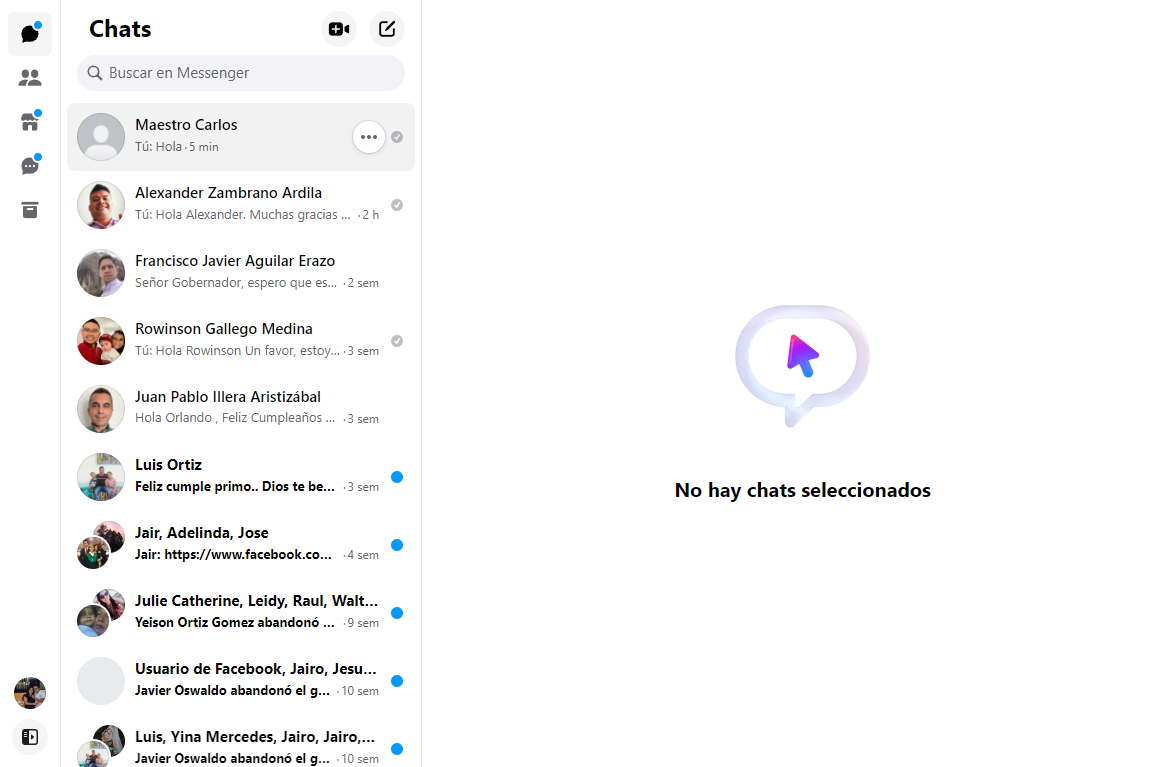 Chats
Buscar en Messenger
Maestro Carlos
Tú: Hola · 5 min
Alexander Zambrano Ardila
Tú: Hola Alexander. Muchas gracias ... · 2 h
Francisco Javier Aguilar Erazo
Señor Gobernador, espero que es... · 2 sem
Rowinson Gallego Medina
Tú: Hola Rowinson Un favor, estoy... · 3 sem
Juan Pablo Illera Aristizábal
Hola Orlando , Feliz Cumpleaños ... · 3 sem
Luis Ortiz
Feliz cumple primo.. Dios te be... · 3 sem
Jair, Adelinda, Jose
Jair: https://www.facebook.co... · 4 sem
Julie Catherine, Leidy, Raul, Walt...
Yeison Ortiz Gomez abandonó ... · 9 sem
Usuario de Facebook, Jairo, Jesu...
Javier Oswaldo abandonó el g... · 10 sem
Luis, Yina Mercedes, Jairo, Jairo,...
Javier Oswaldo abandonó el g... · 10 sem
No hay chats seleccionados